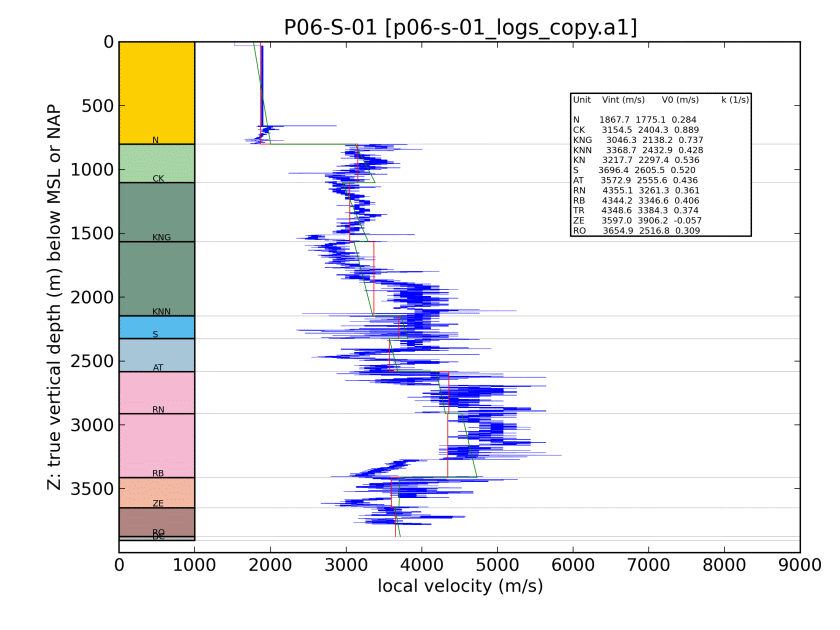 P06-S-01 [p06-s-01_logs_copy.a1]
0
500
1000
1500
2000
2500
3000
3500
Z: true vertical depth (m) below MSL or NAP
N
CK
KNG
KNN
S
AT
RN
RB
ZE
RO
DC
Unit Vint (m/s) V0 (m/s) k (1/s)
N 1867.7 1775.1 0.284
CK 3154.5 2404.3 0.889
KNG 3046.3 2138.2 0.737
KNN 3368.7 2432.9 0.428
KN 3217.7 2297.4 0.536
S 3696.4 2605.5 0.520
AT 3572.9 2555.6 0.436
RN 4355.1 3261.3 0.361
RB 4344.2 3346.6 0.406
TR 4348.6 3384.3 0.374
ZE 3597.0 3906.2 -0.057
RO 3654.9 2516.8 0.309
0 1000 2000 3000 4000 5000 6000 7000 8000 9000
local velocity (m/s)